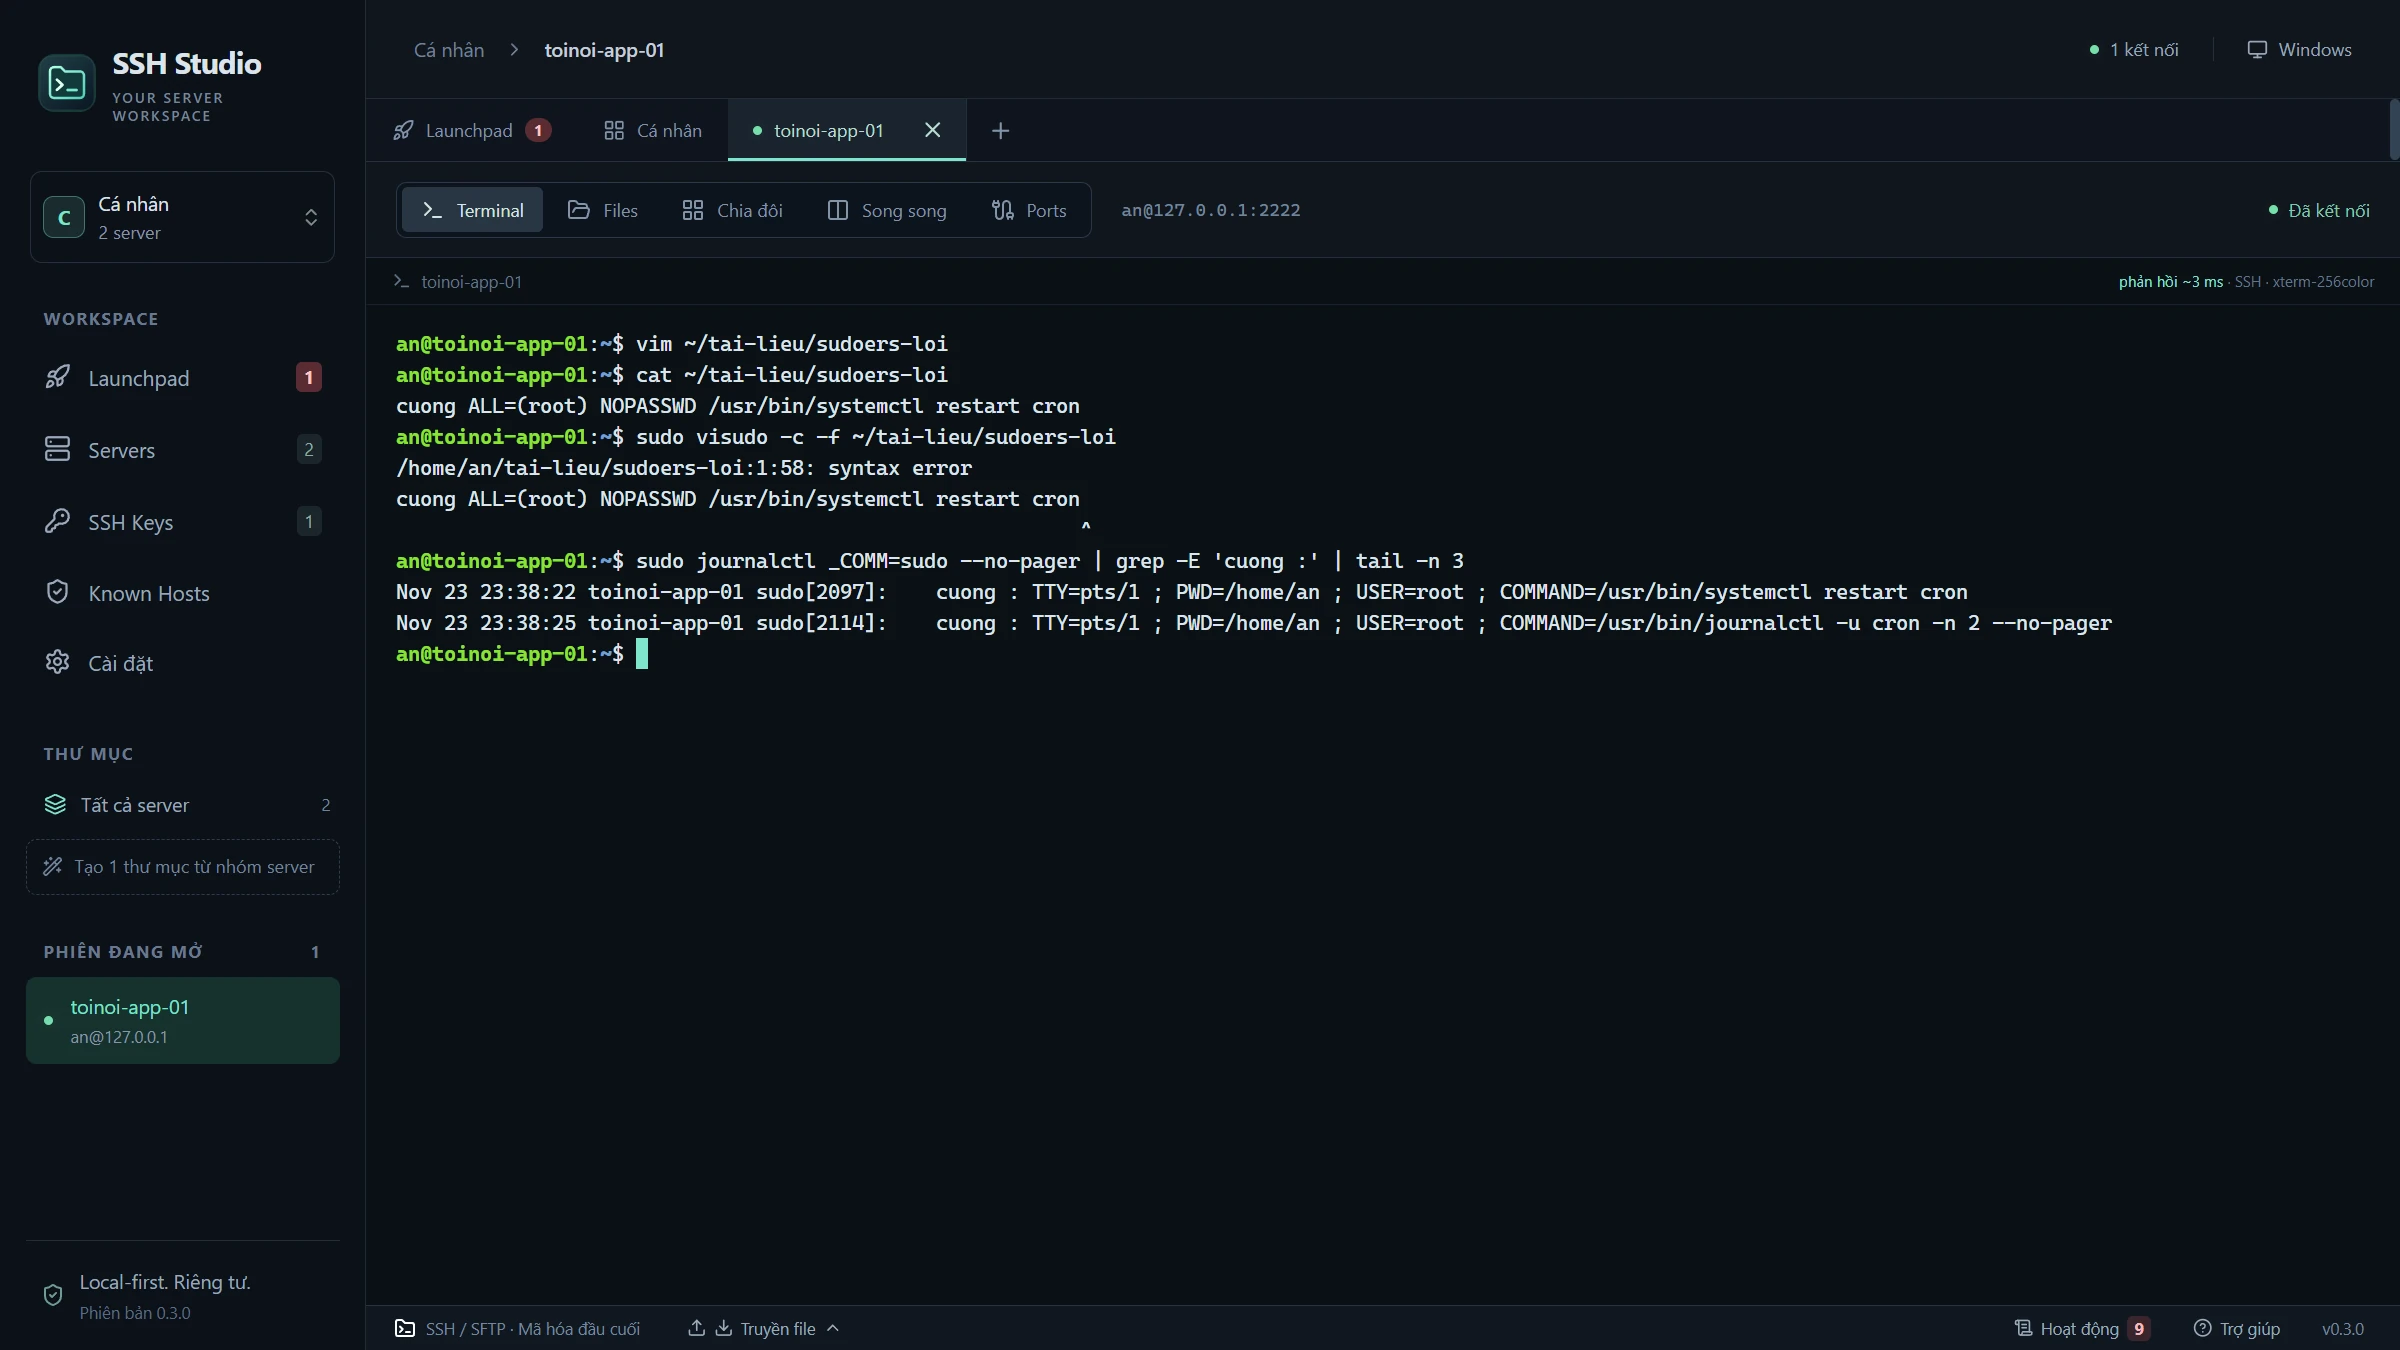 SSH Studio
YOUR SERVER
WORKSPACE
C
Cá nhân
2 server
WORKSPACE
Launchpad 1
Servers 2
SSH Keys 1
Known Hosts
Cài đặt
THƯ MỤC
Tất cả server 2
Tạo 1 thư mục từ nhóm server
PHIÊN ĐANG MỞ 1
toinoi-app-01
an@127.0.0.1
Local-first. Riêng tư.
Phiên bản 0.3.0
Cá nhân > toinoi-app-01
1 kết nối
Windows
Launchpad 1
Cá nhân
toinoi-app-01
Terminal
Files
Chia đôi
Song song
Ports
an@127.0.0.1:2222
Đã kết nối
toinoi-app-01
phản hồi ~3 ms · SSH · xterm-256color
an@toinoi-app-01:~$ vim ~/tai-lieu/sudoers-loi
an@toinoi-app-01:~$ cat ~/tai-lieu/sudoers-loi
cuong ALL=(root) NOPASSWD /usr/bin/systemctl restart cron
an@toinoi-app-01:~$ sudo visudo -c -f ~/tai-lieu/sudoers-loi
/home/an/tai-lieu/sudoers-loi:1:58: syntax error
cuong ALL=(root) NOPASSWD /usr/bin/systemctl restart cron
^
an@toinoi-app-01:~$ sudo journalctl _COMM=sudo --no-pager | grep -E 'cuong :' | tail -n 3
Nov 23 23:38:22 toinoi-app-01 sudo[2097]:    cuong : TTY=pts/1 ; PWD=/home/an ; USER=root ; COMMAND=/usr/bin/systemctl restart cron
Nov 23 23:38:25 toinoi-app-01 sudo[2114]:    cuong : TTY=pts/1 ; PWD=/home/an ; USER=root ; COMMAND=/usr/bin/journalctl -u cron -n 2 --no-pager
an@toinoi-app-01:~$
SSH / SFTP · Mã hóa đầu cuối
Truyền file
Hoạt động 9
Trợ giúp
v0.3.0